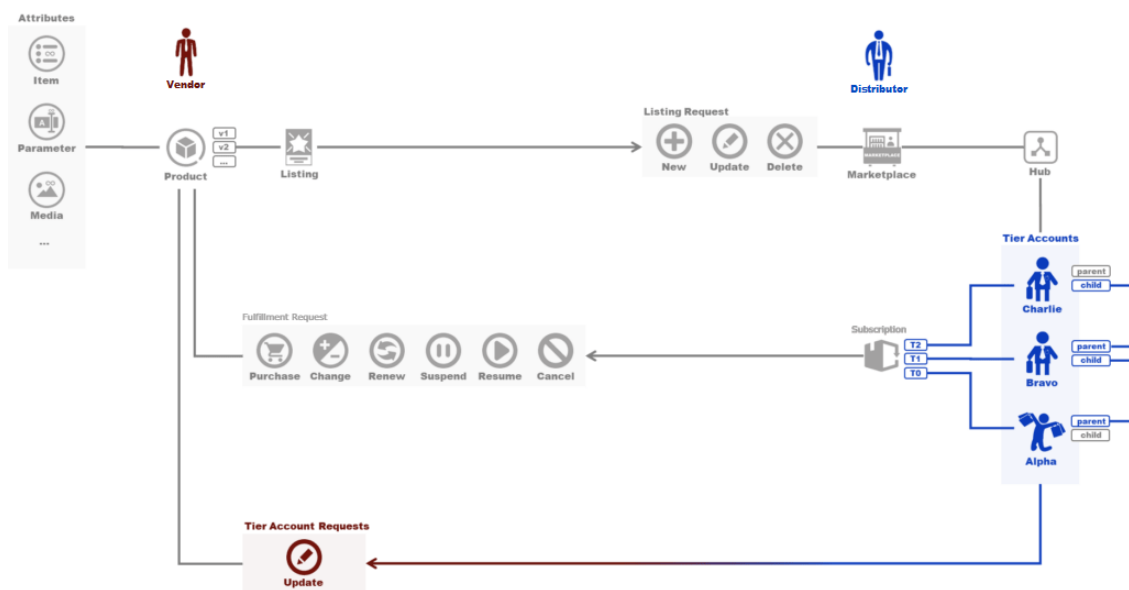 Attributes
Item
Parameter
Media
...
Vendor
Product
v1
v2
...
Listing
Listing Request
New
Update
Delete
Distributor
MARKETPLACE
Marketplace
Hub
Tier Accounts
parent
child
Charlie
parent
child
Bravo
parent
child
Alpha
Fulfillment Request
Purchase
Change
Renew
Suspend
Resume
Cancel
Subscription
T2
T1
T0
Tier Account Requests
Update